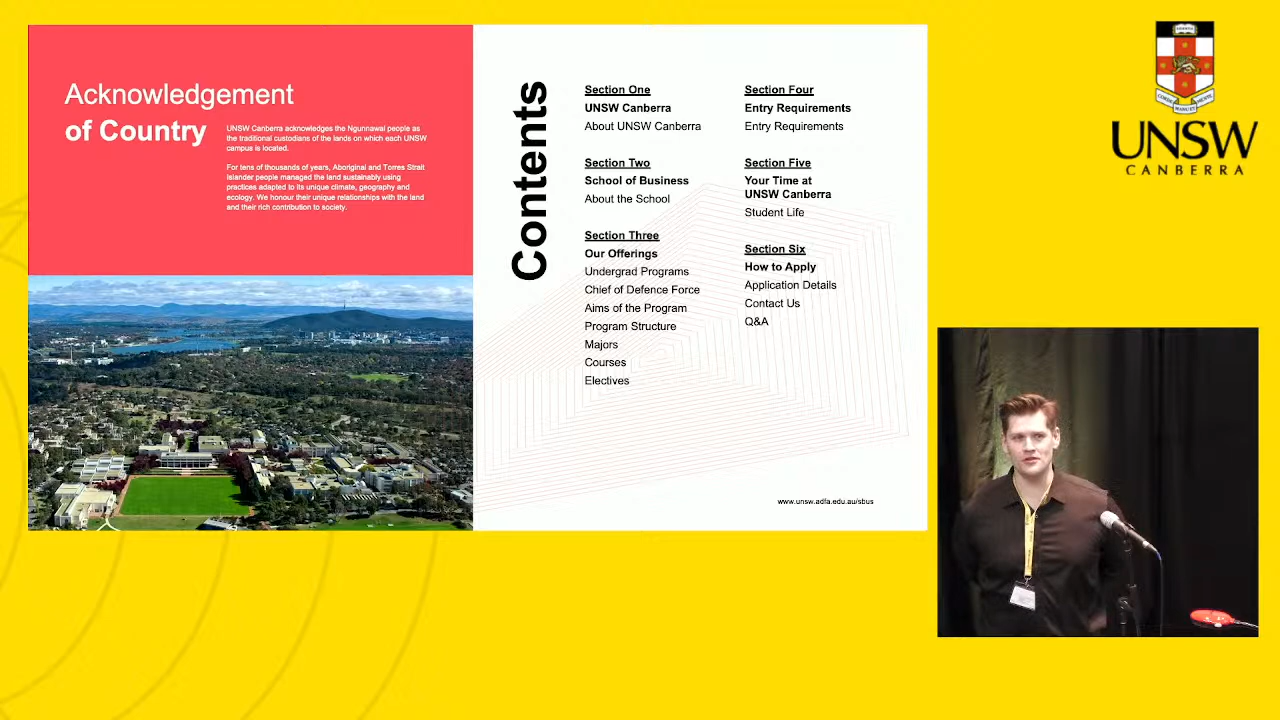 Acknowledgement
of Country
UNSW Canberra acknowledges the Ngunnawal people as
the traditional custodians of the lands on which each UNSW
campus is located.
For tens of thousands of years, Aboriginal and Torres Strait
Islander people managed the land sustainably using
practices adapted to its unique climate, geography and
ecology. We honour their unique relationships with the land
and their rich contribution to society.
Contents
Section One
UNSW Canberra
About UNSW Canberra
Section Two
School of Business
About the School
Section Three
Our Offerings
Undergrad Programs
Chief of Defence Force
Aims of the Program
Program Structure
Majors
Courses
Electives
Section Four
Entry Requirements
Entry Requirements
Section Five
Your Time at
UNSW Canberra
Student Life
Section Six
How to Apply
Application Details
Contact Us
Q&A
www.unsw.adfa.edu.au/sbus
UNSW
CANBERRA